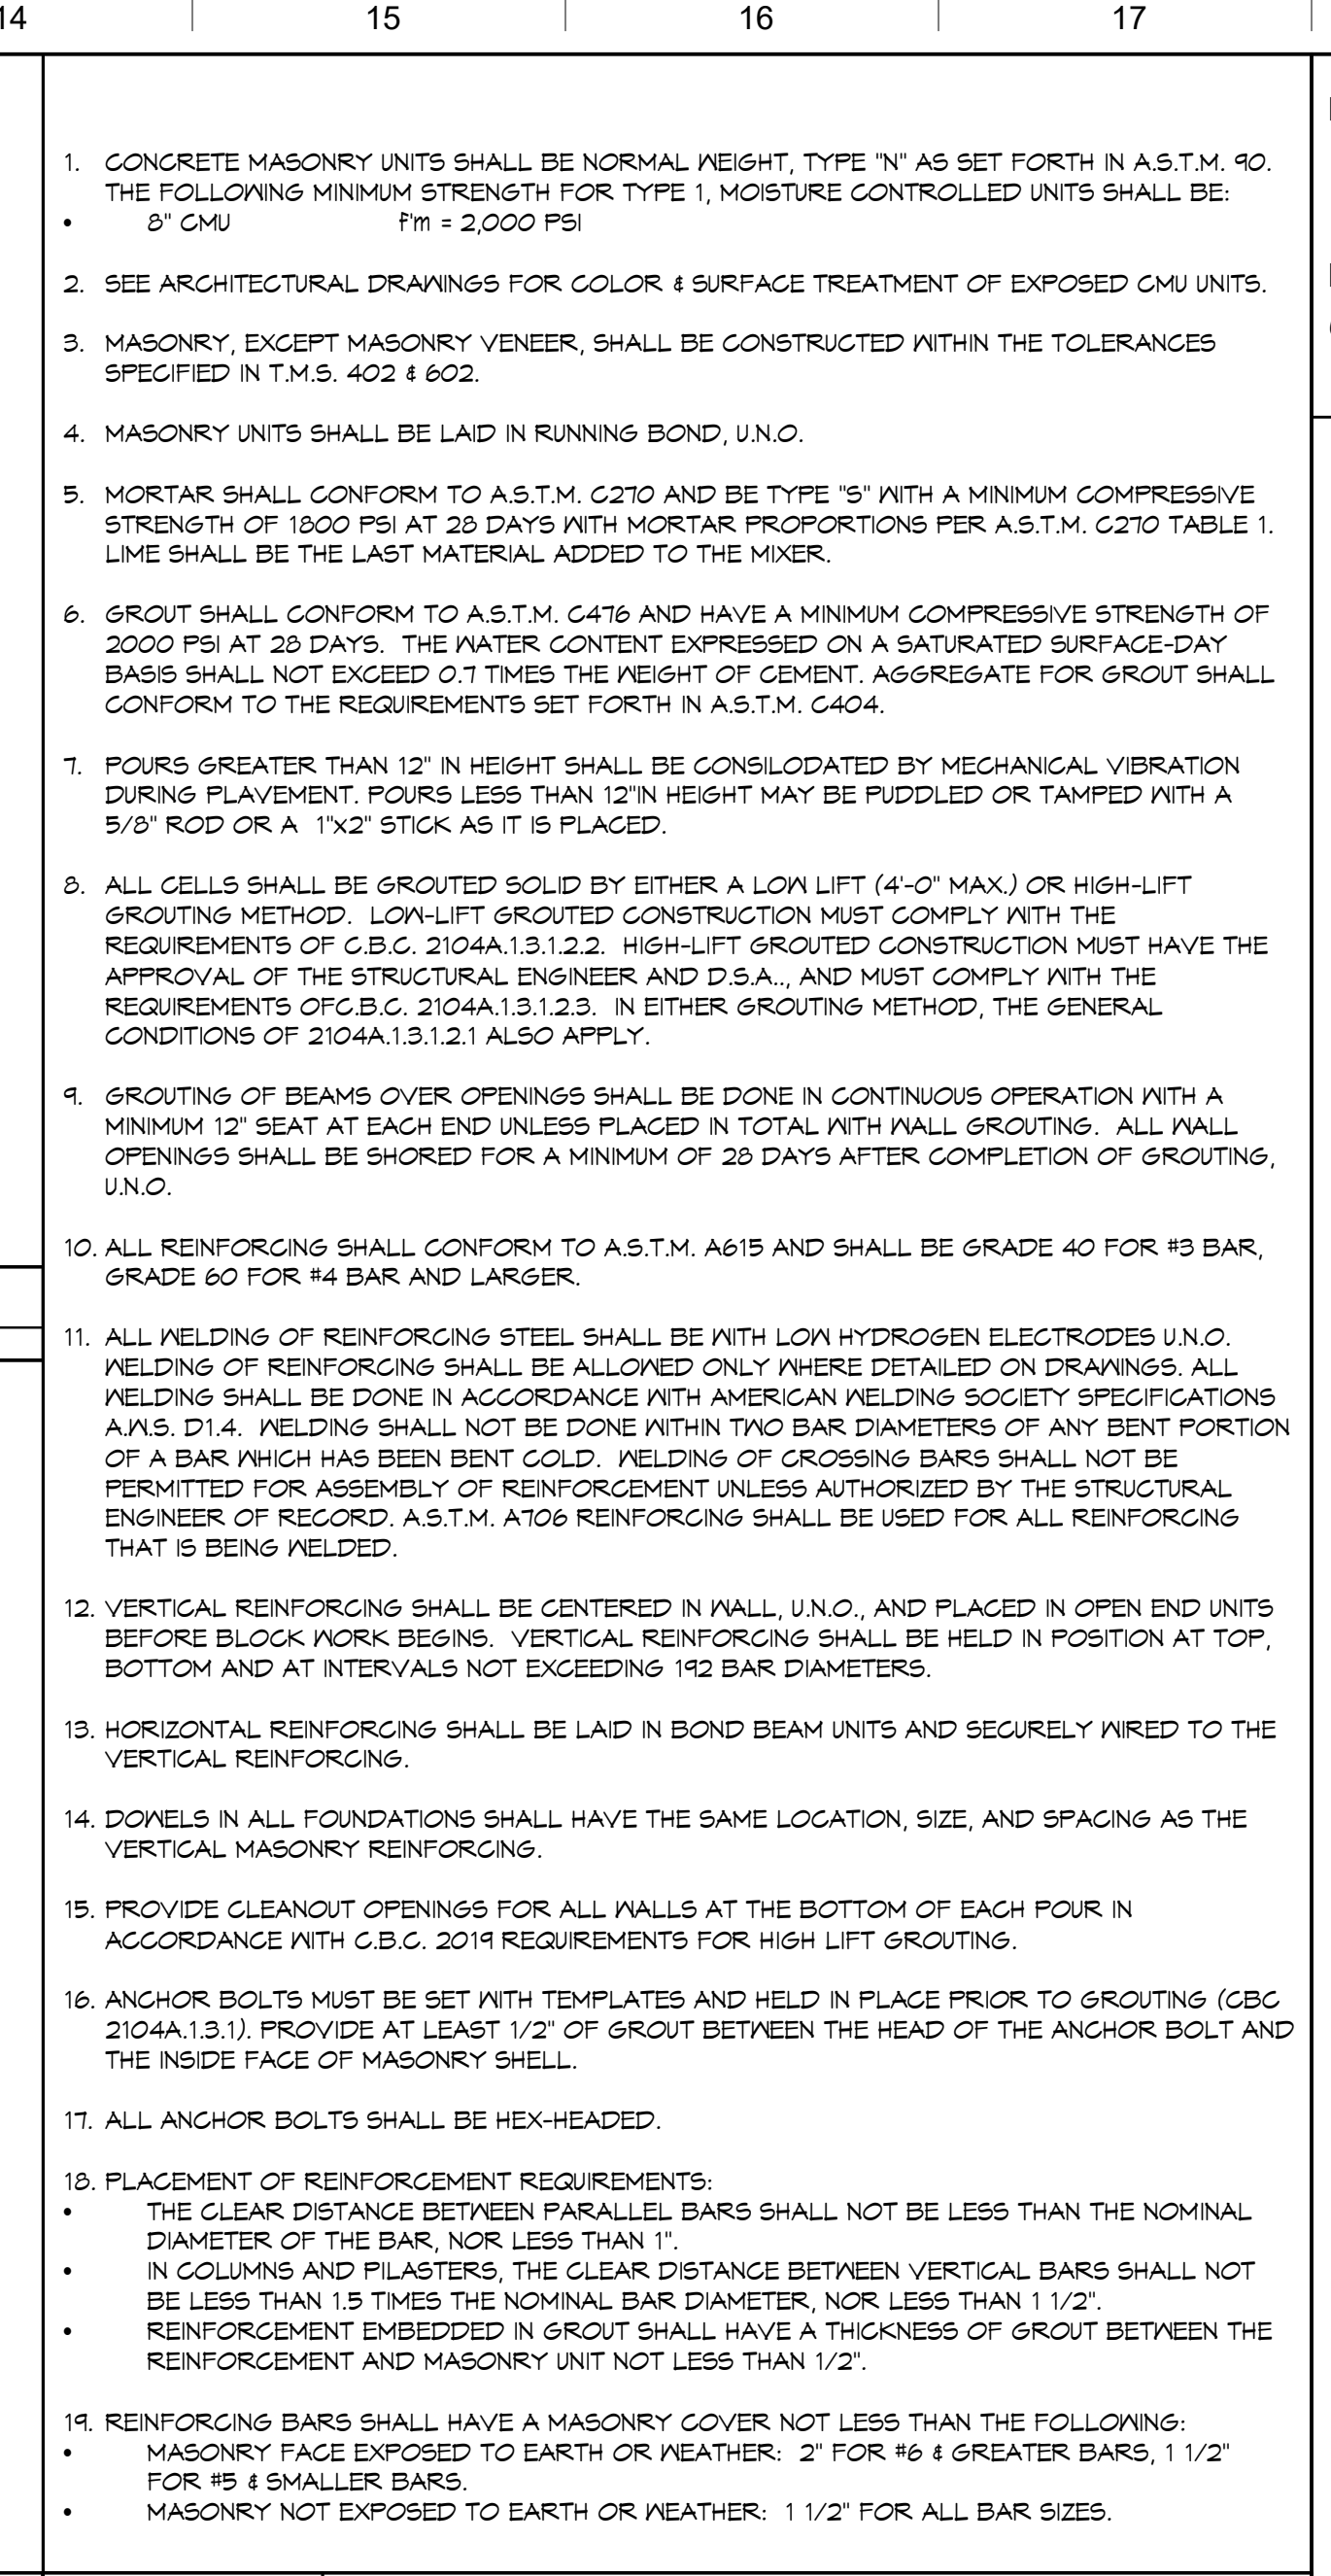 14 15 16 17
1. CONCRETE MASONRY UNITS SHALL BE NORMAL WEIGHT, TYPE "N" AS SET FORTH IN A.S.T.M. 90.
THE FOLLOWING MINIMUM STRENGTH FOR TYPE 1, MOISTURE CONTROLLED UNITS SHALL BE:
• 8" CMU f'm = 2,000 PSI
2. SEE ARCHITECTURAL DRAWINGS FOR COLOR & SURFACE TREATMENT OF EXPOSED CMU UNITS.
3. MASONRY, EXCEPT MASONRY VENEER, SHALL BE CONSTRUCTED WITHIN THE TOLERANCES
SPECIFIED IN T.M.S. 402 & 602.
4. MASONRY UNITS SHALL BE LAID IN RUNNING BOND, U.N.O.
5. MORTAR SHALL CONFORM TO A.S.T.M. C270 AND BE TYPE "S" WITH A MINIMUM COMPRESSIVE
STRENGTH OF 1800 PSI AT 28 DAYS WITH MORTAR PROPORTIONS PER A.S.T.M. C270 TABLE 1.
LIME SHALL BE THE LAST MATERIAL ADDED TO THE MIXER.
6. GROUT SHALL CONFORM TO A.S.T.M. C476 AND HAVE A MINIMUM COMPRESSIVE STRENGTH OF
2000 PSI AT 28 DAYS. THE WATER CONTENT EXPRESSED ON A SATURATED SURFACE-DAY
BASIS SHALL NOT EXCEED 0.7 TIMES THE WEIGHT OF CEMENT. AGGREGATE FOR GROUT SHALL
CONFORM TO THE REQUIREMENTS SET FORTH IN A.S.T.M. C404.
7. POURS GREATER THAN 12" IN HEIGHT SHALL BE CONSILODATED BY MECHANICAL VIBRATION
DURING PLAVEMENT. POURS LESS THAN 12"IN HEIGHT MAY BE PUDDLED OR TAMPED WITH A
5/8" ROD OR A 1"x2" STICK AS IT IS PLACED.
8. ALL CELLS SHALL BE GROUTED SOLID BY EITHER A LOW LIFT (4'-0" MAX.) OR HIGH-LIFT
GROUTING METHOD. LOW-LIFT GROUTED CONSTRUCTION MUST COMPLY WITH THE
REQUIREMENTS OF C.B.C. 2104A.1.3.1.2.2. HIGH-LIFT GROUTED CONSTRUCTION MUST HAVE THE
APPROVAL OF THE STRUCTURAL ENGINEER AND D.S.A.., AND MUST COMPLY WITH THE
REQUIREMENTS OFC.B.C. 2104A.1.3.1.2.3. IN EITHER GROUTING METHOD, THE GENERAL
CONDITIONS OF 2104A.1.3.1.2.1 ALSO APPLY.
9. GROUTING OF BEAMS OVER OPENINGS SHALL BE DONE IN CONTINUOUS OPERATION WITH A
MINIMUM 12" SEAT AT EACH END UNLESS PLACED IN TOTAL WITH WALL GROUTING. ALL WALL
OPENINGS SHALL BE SHORED FOR A MINIMUM OF 28 DAYS AFTER COMPLETION OF GROUTING,
U.N.O.
10. ALL REINFORCING SHALL CONFORM TO A.S.T.M. A615 AND SHALL BE GRADE 40 FOR #3 BAR,
GRADE 60 FOR #4 BAR AND LARGER.
11. ALL WELDING OF REINFORCING STEEL SHALL BE WITH LOW HYDROGEN ELECTRODES U.N.O.
WELDING OF REINFORCING SHALL BE ALLOWED ONLY WHERE DETAILED ON DRAWINGS. ALL
WELDING SHALL BE DONE IN ACCORDANCE WITH AMERICAN WELDING SOCIETY SPECIFICATIONS
A.W.S. D1.4. WELDING SHALL NOT BE DONE WITHIN TWO BAR DIAMETERS OF ANY BENT PORTION
OF A BAR WHICH HAS BEEN BENT COLD. WELDING OF CROSSING BARS SHALL NOT BE
PERMITTED FOR ASSEMBLY OF REINFORCEMENT UNLESS AUTHORIZED BY THE STRUCTURAL
ENGINEER OF RECORD. A.S.T.M. A706 REINFORCING SHALL BE USED FOR ALL REINFORCING
THAT IS BEING WELDED.
12. VERTICAL REINFORCING SHALL BE CENTERED IN WALL, U.N.O., AND PLACED IN OPEN END UNITS
BEFORE BLOCK WORK BEGINS. VERTICAL REINFORCING SHALL BE HELD IN POSITION AT TOP,
BOTTOM AND AT INTERVALS NOT EXCEEDING 192 BAR DIAMETERS.
13. HORIZONTAL REINFORCING SHALL BE LAID IN BOND BEAM UNITS AND SECURELY WIRED TO THE
VERTICAL REINFORCING.
14. DOWELS IN ALL FOUNDATIONS SHALL HAVE THE SAME LOCATION, SIZE, AND SPACING AS THE
VERTICAL MASONRY REINFORCING.
15. PROVIDE CLEANOUT OPENINGS FOR ALL WALLS AT THE BOTTOM OF EACH POUR IN
ACCORDANCE WITH C.B.C. 2019 REQUIREMENTS FOR HIGH LIFT GROUTING.
16. ANCHOR BOLTS MUST BE SET WITH TEMPLATES AND HELD IN PLACE PRIOR TO GROUTING (CBC
2104A.1.3.1). PROVIDE AT LEAST 1/2" OF GROUT BETWEEN THE HEAD OF THE ANCHOR BOLT AND
THE INSIDE FACE OF MASONRY SHELL.
17. ALL ANCHOR BOLTS SHALL BE HEX-HEADED.
18. PLACEMENT OF REINFORCEMENT REQUIREMENTS:
• THE CLEAR DISTANCE BETWEEN PARALLEL BARS SHALL NOT BE LESS THAN THE NOMINAL
DIAMETER OF THE BAR, NOR LESS THAN 1".
• IN COLUMNS AND PILASTERS, THE CLEAR DISTANCE BETWEEN VERTICAL BARS SHALL NOT
BE LESS THAN 1.5 TIMES THE NOMINAL BAR DIAMETER, NOR LESS THAN 1 1/2".
• REINFORCEMENT EMBEDDED IN GROUT SHALL HAVE A THICKNESS OF GROUT BETWEEN THE
REINFORCEMENT AND MASONRY UNIT NOT LESS THAN 1/2".
19. REINFORCING BARS SHALL HAVE A MASONRY COVER NOT LESS THAN THE FOLLOWING:
• MASONRY FACE EXPOSED TO EARTH OR WEATHER: 2" FOR #6 & GREATER BARS, 1 1/2"
FOR #5 & SMALLER BARS.
• MASONRY NOT EXPOSED TO EARTH OR WEATHER: 1 1/2" FOR ALL BAR SIZES.